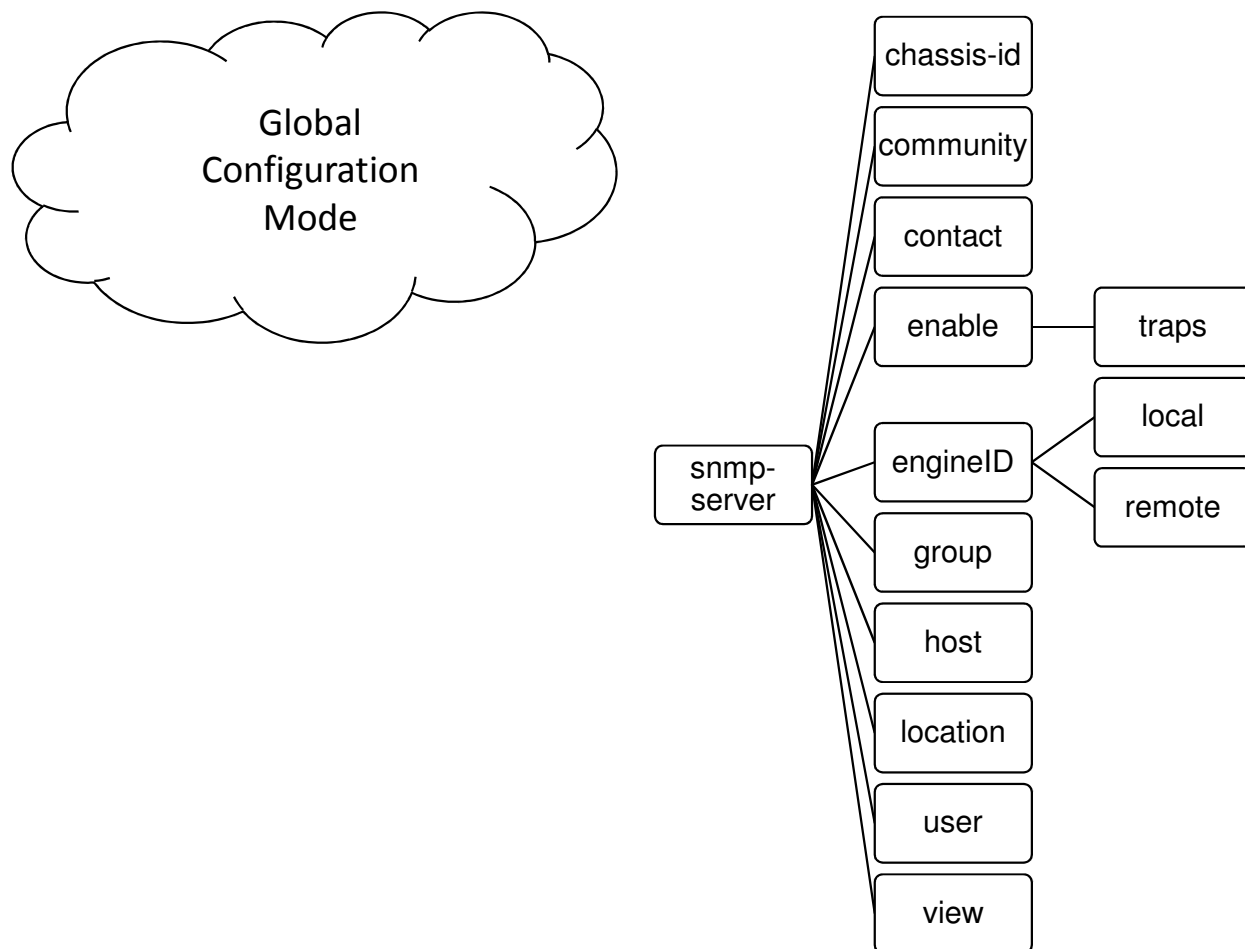 Global
Configuration
Mode
chassis-id
community
contact
enable
traps
local
snmp-
server
engineID
remote
group
host
location
user
view